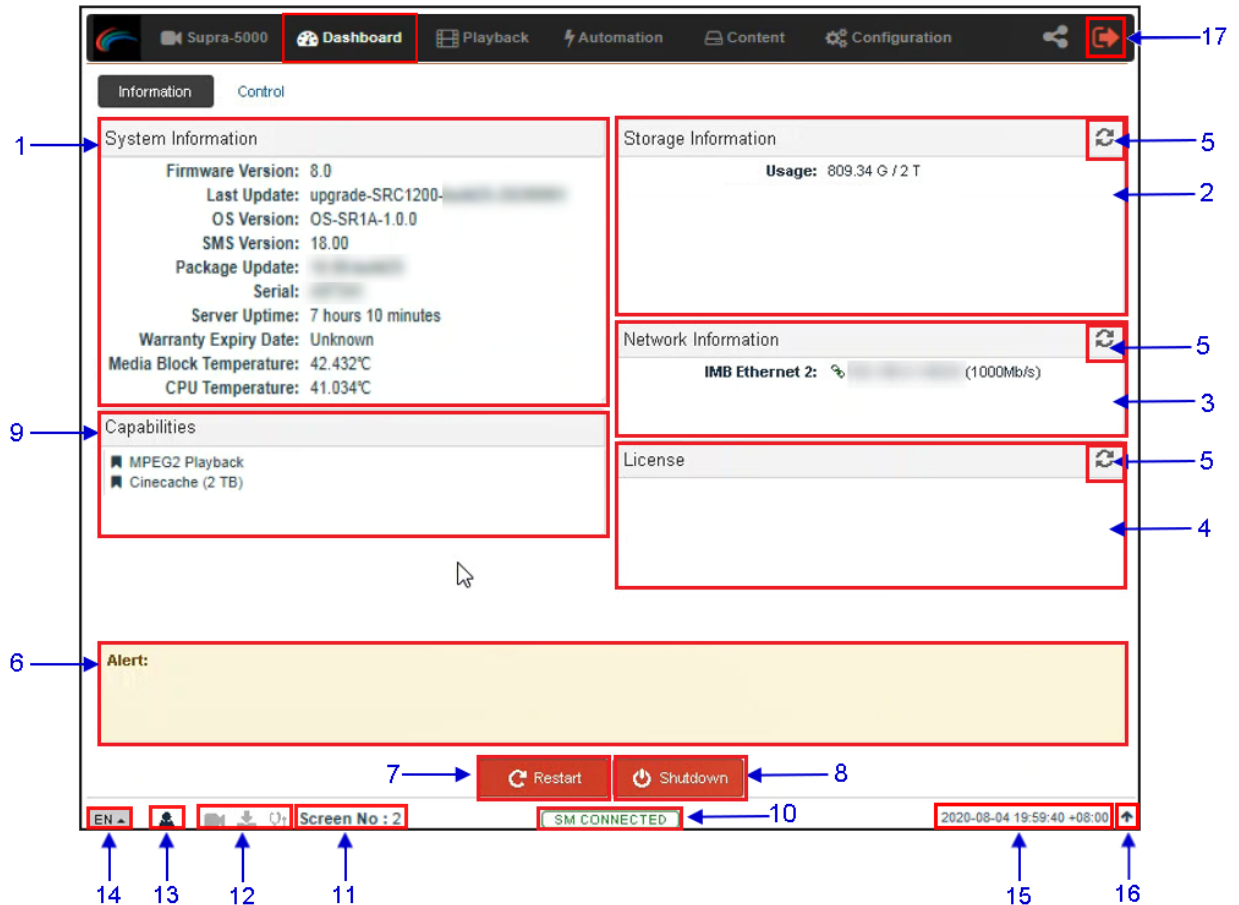 Supra-5000 Dashboard Playback Automation Content Configuration 17
Information Control
1 System Information
Firmware Version: 8.0
Last Update: upgrade-SRC1200-
OS Version: OS-SR1A-1.0.0
SMS Version: 18.00
Package Update:
Serial:
Server Uptime: 7 hours 10 minutes
Warranty Expiry Date: Unknown
Media Block Temperature: 42.432℃
CPU Temperature: 41.034℃
Storage Information 5
Usage: 809.34 G / 2 T
2
Network Information 5
IMB Ethernet 2: (1000Mb/s)
3
9 Capabilities
MPEG2 Playback
Cinecache (2 TB)
License 5
4
6 Alert:
7 Restart Shutdown 8
EN Screen No : 2 SM CONNECTED 10 2020-08-04 19:59:40 +08:00
14 13 12 11 15 16